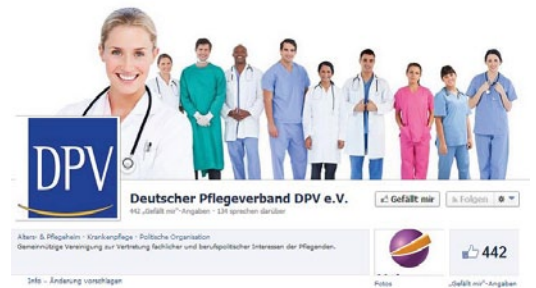 DPV
Deutscher Pflegeverband DPV e.V.
442 „Gefällt mir“-Angaben · 134 sprechen darüber
Gefällt mir
Folgen
Alters- & Pflegeheim · Krankenpflege · Politische Organisation
Gemeinnützige Vereinigung zur Vertretung fachlicher und berufspolitischer Interessen der Pflegenden.
442
Info – Änderung vorschlagen
Fotos
„Gefällt mir“-Angaben